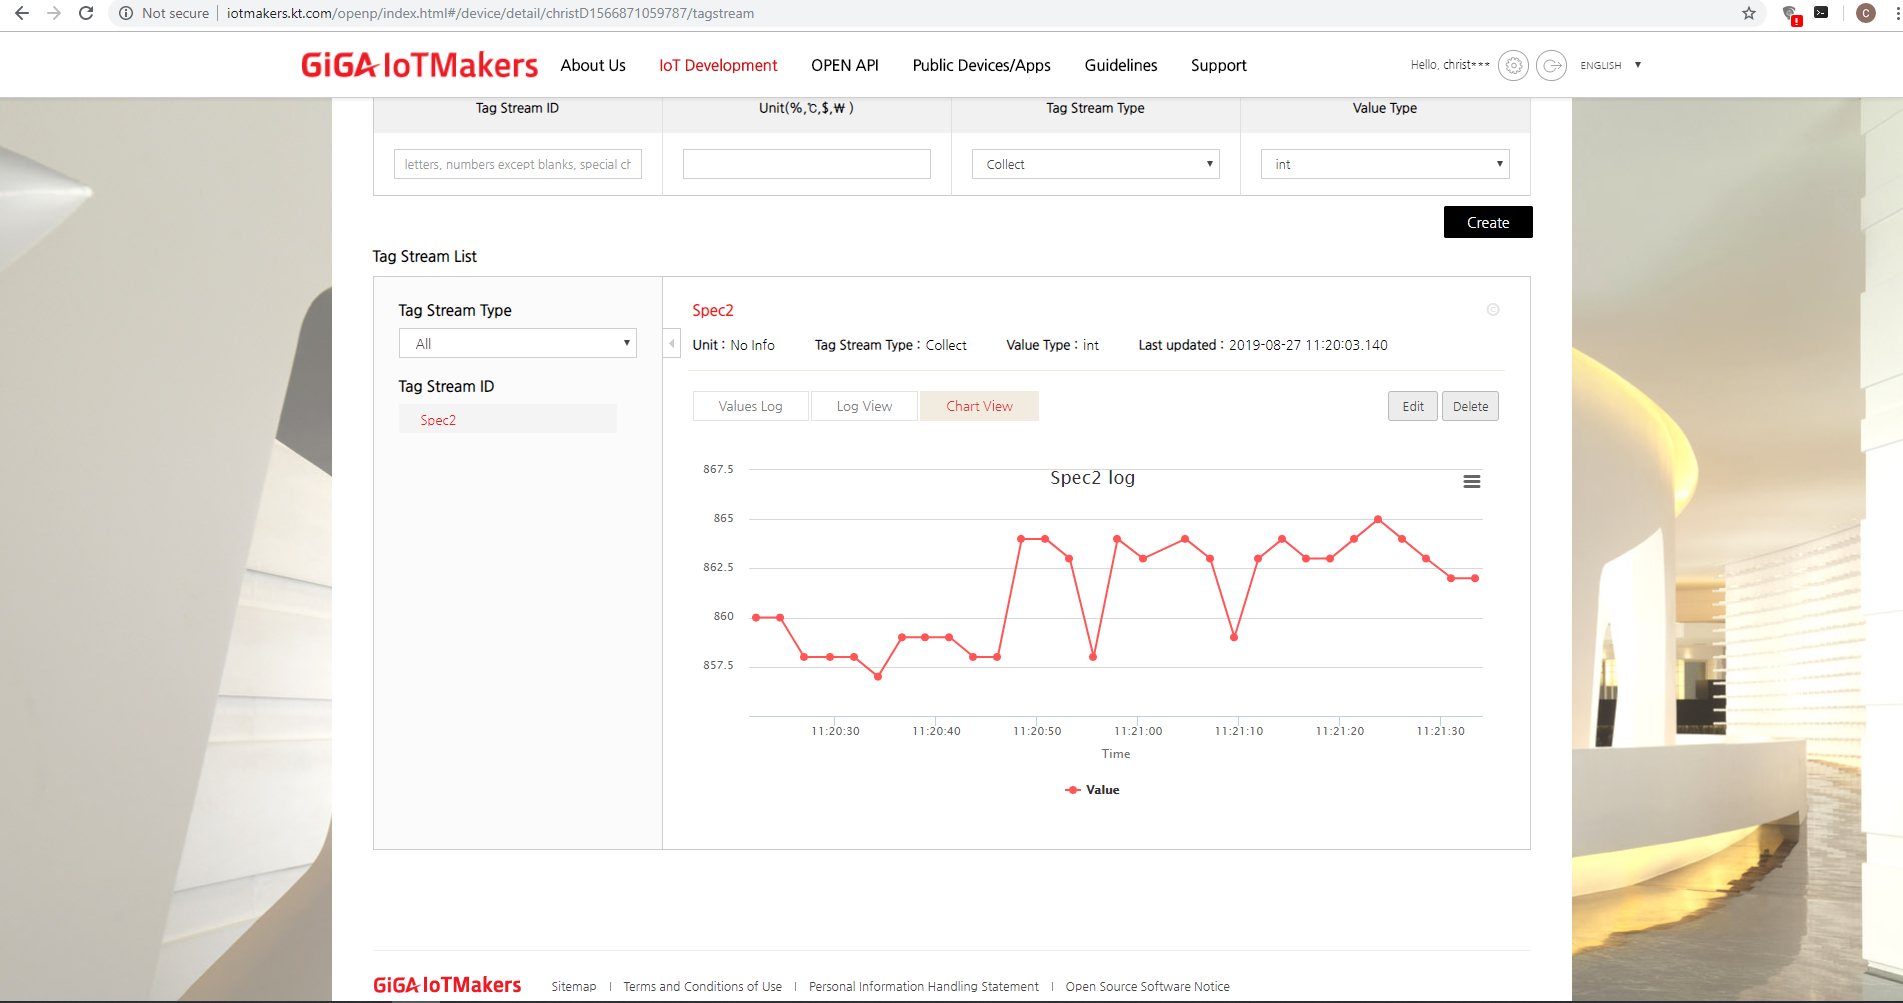 Not secure | iotmakers.kt.com/openp/index.html#/device/detail/christD1566871059787/tagstream
C
GiGA IoTMakers About Us IoT Development OPEN API Public Devices/Apps Guidelines Support Hello, christ*** ENGLISH ▼
Tag Stream ID Unit(%,℃,$,₩ ) Tag Stream Type Value Type
letters, numbers except blanks, special ch Collect int
Create
Tag Stream List
Tag Stream Type
All
Tag Stream ID
Spec2
Spec2
Unit : No Info Tag Stream Type : Collect Value Type : int Last updated : 2019-08-27 11:20:03.140
Values Log Log View Chart View Edit Delete
Spec2 log
867.5
865
862.5
860
857.5
11:20:30 11:20:40 11:20:50 11:21:00 11:21:10 11:21:20 11:21:30
Time
Value
GiGA IoTMakers Sitemap | Terms and Conditions of Use | Personal Information Handling Statement | Open Source Software Notice